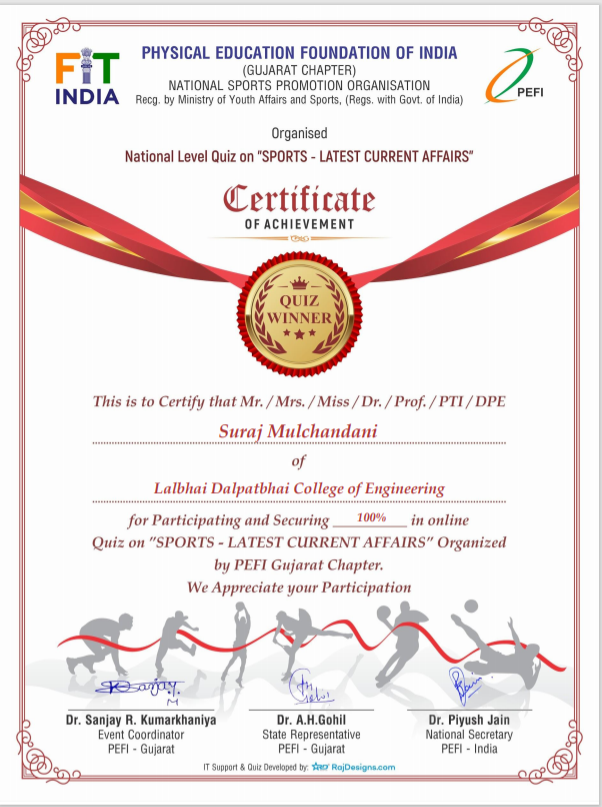 FIT
INDIA
PHYSICAL EDUCATION FOUNDATION OF INDIA
(GUJARAT CHAPTER)
NATIONAL SPORTS PROMOTION ORGANISATION
Recg. by Ministry of Youth Affairs and Sports, (Regs. with Govt. of India)
PEFI
Organised
National Level Quiz on "SPORTS - LATEST CURRENT AFFAIRS"
Certificate
OF ACHIEVEMENT
QUIZ
WINNER
This is to Certify that Mr. / Mrs. / Miss / Dr. / Prof. / PTI / DPE
Suraj Mulchandani
of
Lalbhai Dalpatbhai College of Engineering
for Participating and Securing 100% in online
Quiz on "SPORTS - LATEST CURRENT AFFAIRS" Organized
by PEFI Gujarat Chapter.
We Appreciate your Participation
Sanjay
Dr. Sanjay R. Kumarkhaniya
Event Coordinator
PEFI - Gujarat
Dr. A.H.Gohil
State Representative
PEFI - Gujarat
Dr. Piyush Jain
National Secretary
PEFI - India
IT Support & Quiz Developed by: RajDesigns.com